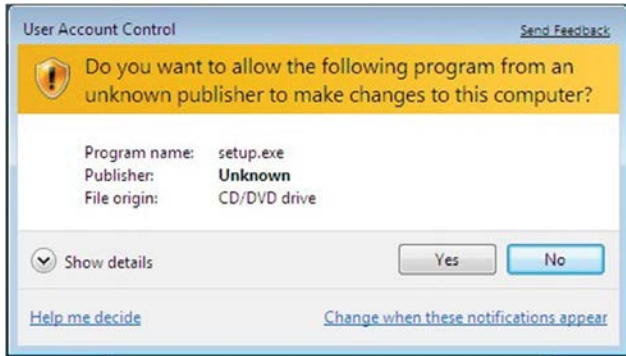 User Account Control
Send Feedback
Do you want to allow the following program from an
unknown publisher to make changes to this computer?
Program name: setup.exe
Publisher: Unknown
File origin: CD/DVD drive
Show details
Yes
No
Help me decide
Change when these notifications appear